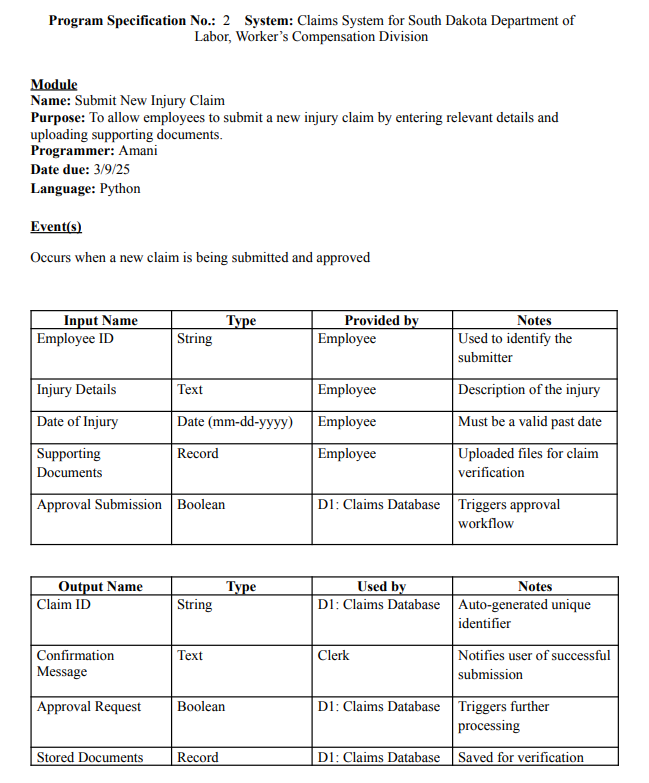 Program Specification No.: 2 System: Claims System for South Dakota Department of
Labor, Worker's Compensation Division
Module
Name: Submit New Injury Claim
Purpose: To allow employees to submit a new injury claim by entering relevant details and
uploading supporting documents.
Programmer: Amani
Date due: 3/9/25
Language: Python
Event(s)
Occurs when a new claim is being submitted and approved
Input Name Type Provided by Notes
Employee ID String Employee Used to identify the
submitter
Injury Details Text Employee Description of the injury
Date of Injury Date (mm-dd-yyyy) Employee Must be a valid past date
Supporting Record Employee Uploaded files for claim
Documents verification
Approval Submission Boolean D1: Claims Database Triggers approval
workflow
Output Name Type Used by Notes
Claim ID String D1: Claims Database Auto-generated unique
identifier
Confirmation Text Clerk Notifies user of successful
Message submission
Approval Request Boolean D1: Claims Database Triggers further
processing
Stored Documents Record D1: Claims Database Saved for verification